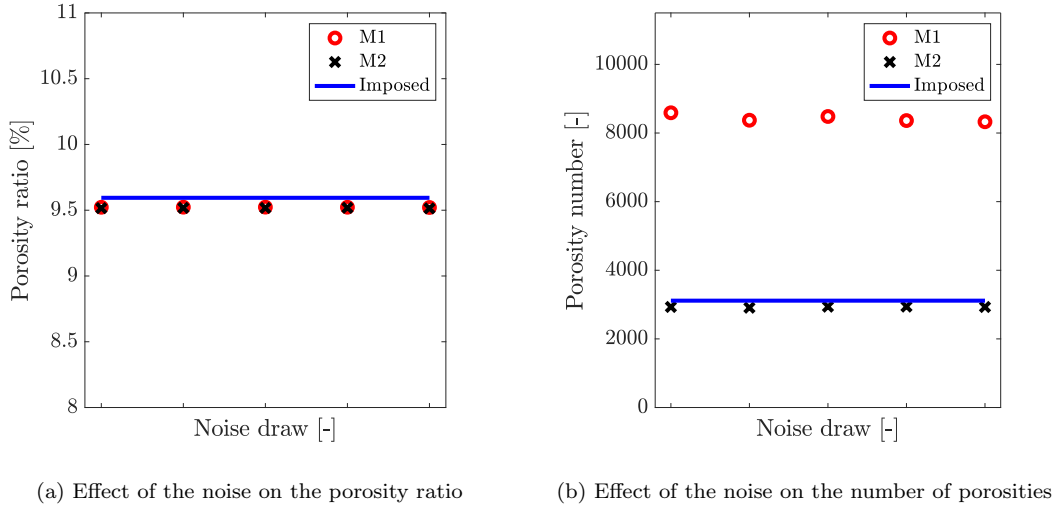 11
10.5
10
9.5
9
8.5
8
Porosity ratio [%]
Noise draw [-]
M1
M2
Imposed
(a) Effect of the noise on the porosity ratio
10000
8000
6000
4000
2000
0
Porosity number [-]
Noise draw [-]
M1
M2
Imposed
(b) Effect of the noise on the number of porosities